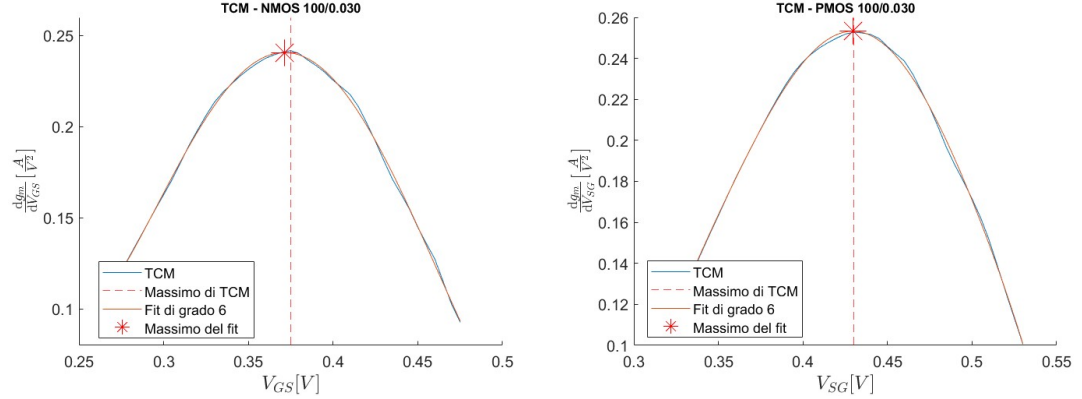 TCM - NMOS 100/0.030
0.25
0.2
0.15
0.1
dg_m/dV_GS [A/V²]
TCM
Massimo di TCM
Fit di grado 6
Massimo del fit
0.25 0.3 0.35 0.4 0.45 0.5
V_GS[V]
TCM - PMOS 100/0.030
0.26
0.24
0.22
0.2
0.18
0.16
0.14
0.12
0.1
dg_m/dV_SG [A/V²]
TCM
Massimo di TCM
Fit di grado 6
Massimo del fit
0.3 0.35 0.4 0.45 0.5 0.55
V_SG[V]